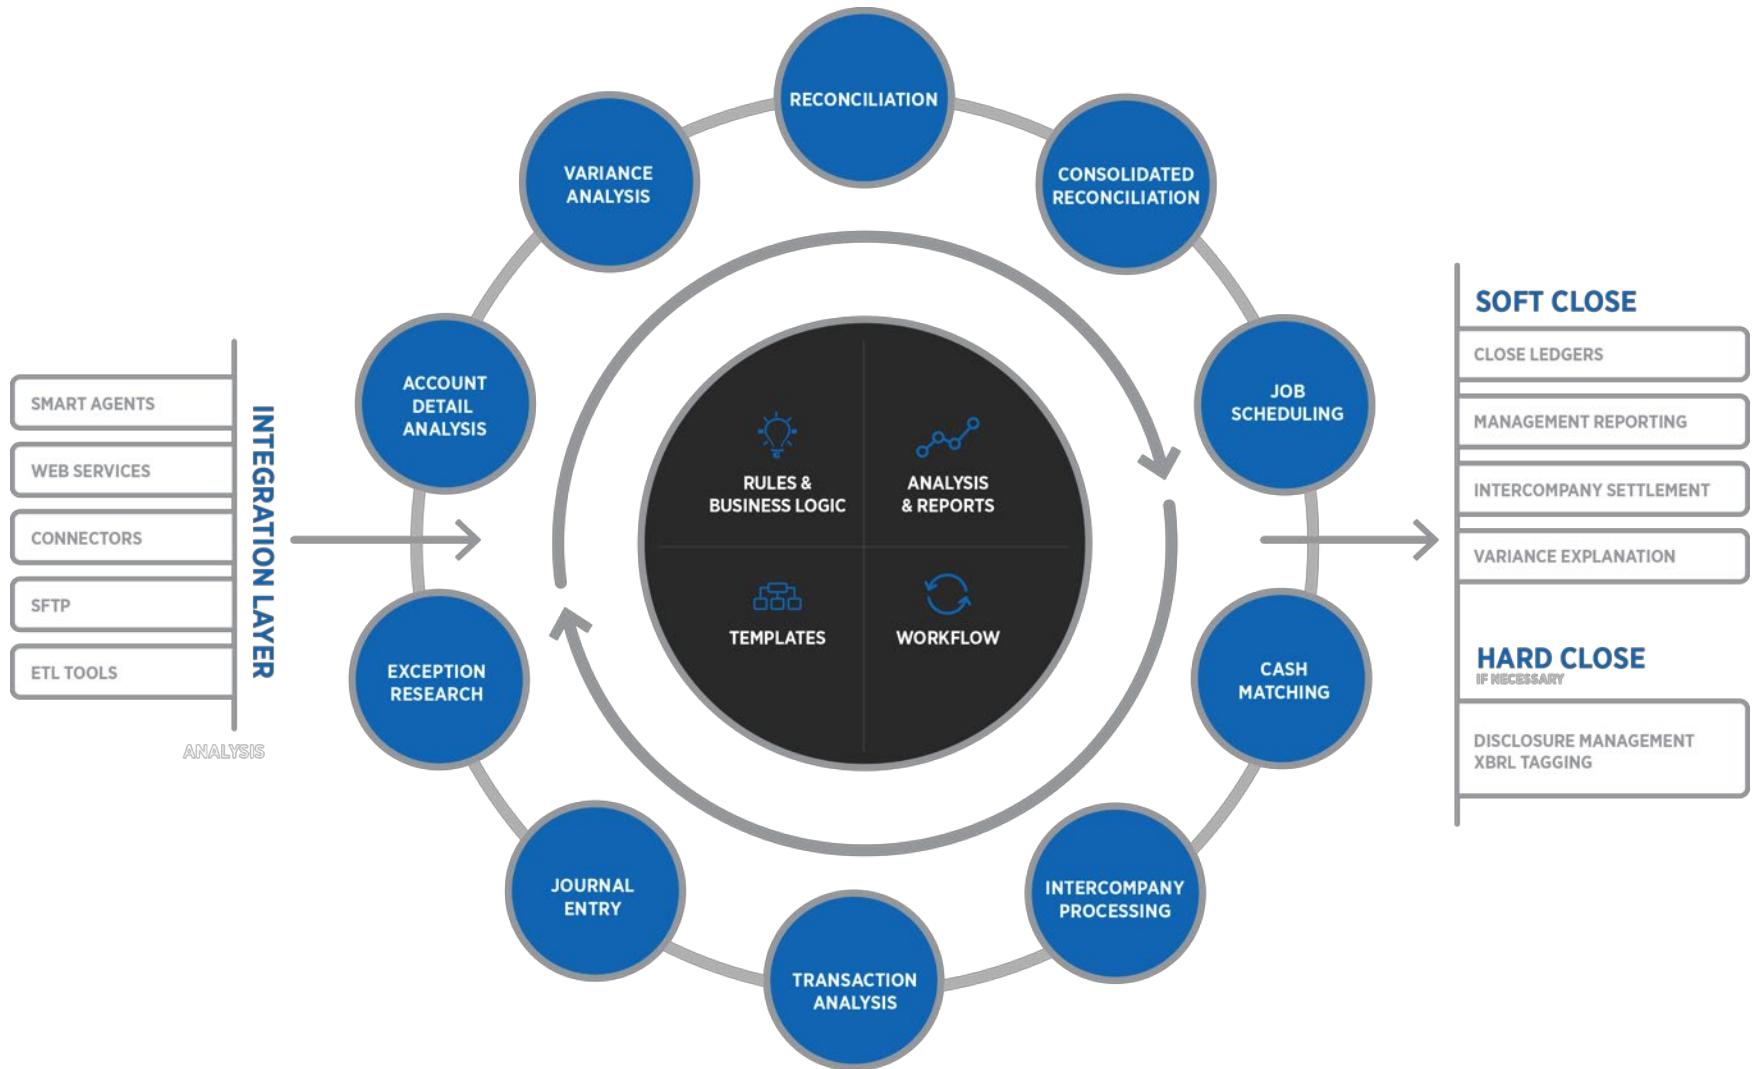 SMART AGENTS
WEB SERVICES
CONNECTORS
SFTP
ETL TOOLS
INTEGRATION LAYER
ANALYSIS
RECONCILIATION
CONSOLIDATED
RECONCILIATION
JOB
SCHEDULING
CASH
MATCHING
INTERCOMPANY
PROCESSING
TRANSACTION
ANALYSIS
JOURNAL
ENTRY
EXCEPTION
RESEARCH
ACCOUNT
DETAIL
ANALYSIS
VARIANCE
ANALYSIS
RULES &
BUSINESS LOGIC
ANALYSIS
& REPORTS
TEMPLATES
WORKFLOW
SOFT CLOSE
CLOSE LEDGERS
MANAGEMENT REPORTING
INTERCOMPANY SETTLEMENT
VARIANCE EXPLANATION
HARD CLOSE
IF NECESSARY
DISCLOSURE MANAGEMENT
XBRL TAGGING